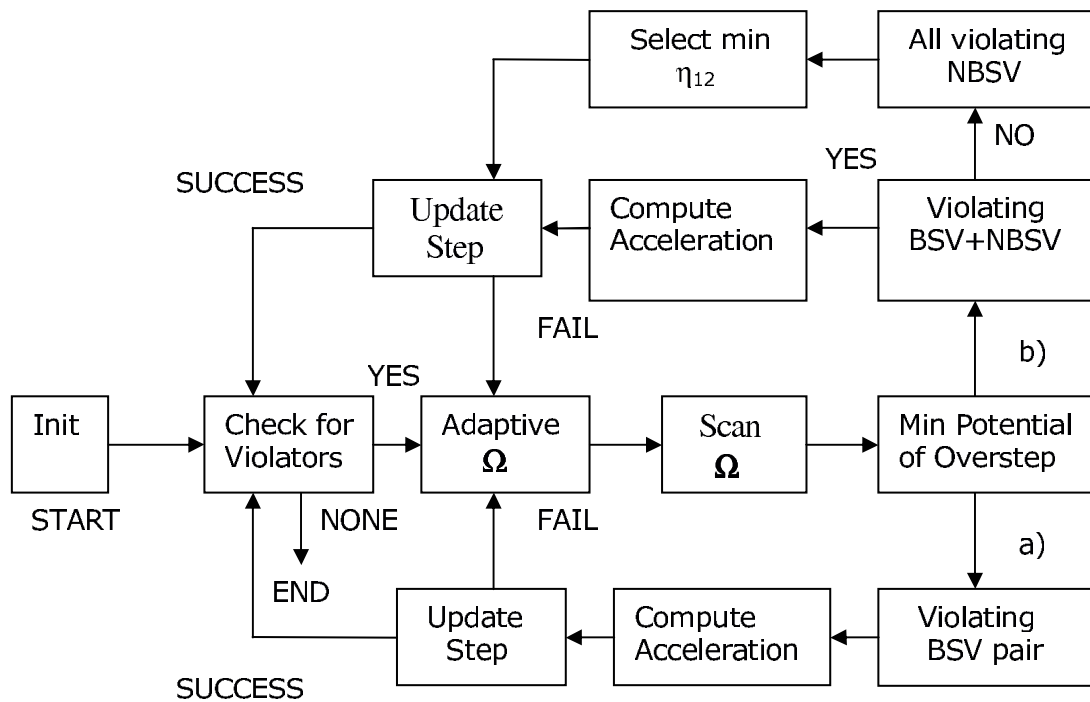 Select min
η12
All violating
NBSV
NO
YES
SUCCESS
Update
Step
Compute
Acceleration
Violating
BSV+NBSV
FAIL
b)
YES
Init
Check for
Violators
Adaptive
Ω
Scan
Ω
Min Potential
of Overstep
START
NONE
FAIL
a)
END
Update
Step
Compute
Acceleration
Violating
BSV pair
SUCCESS